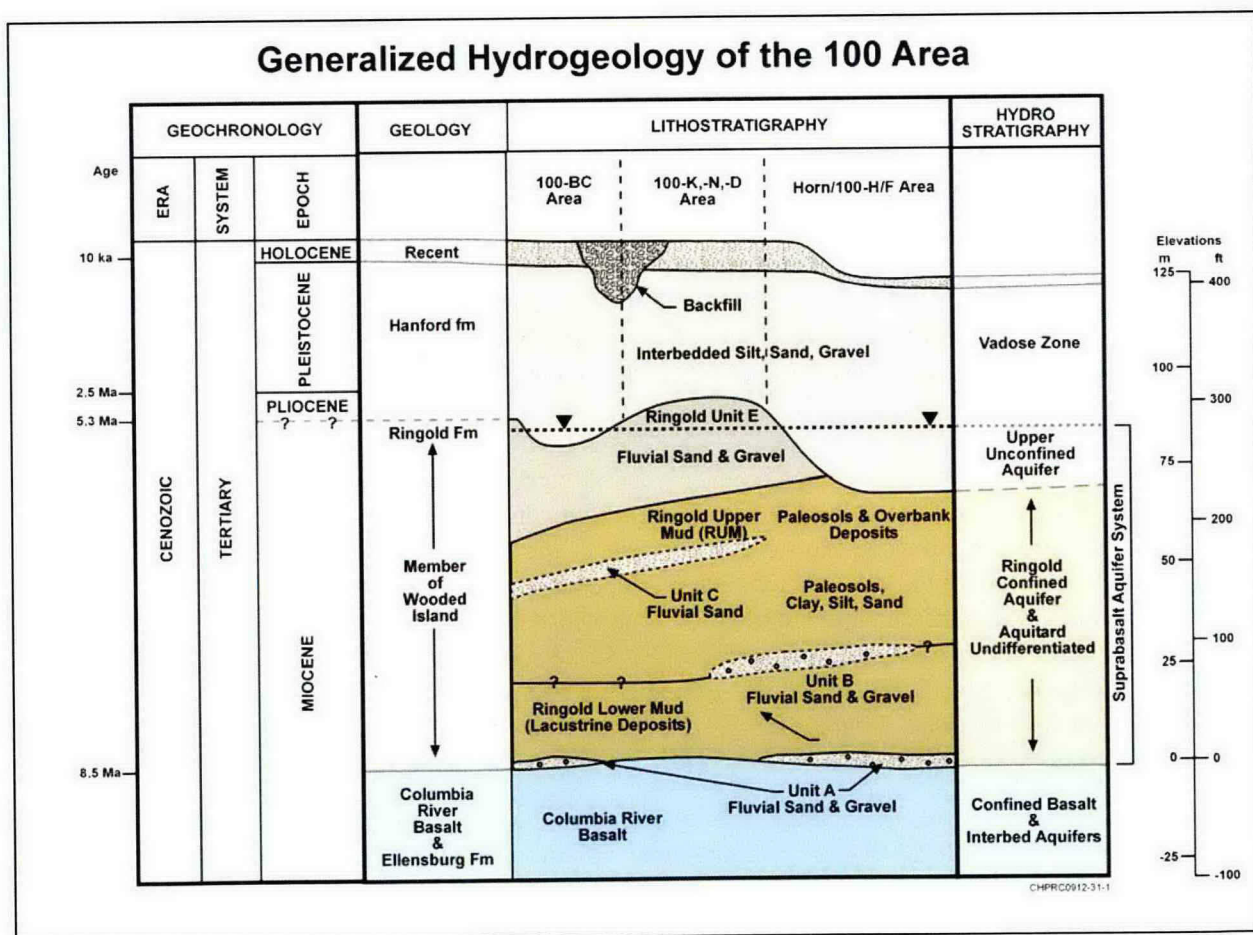 Generalized Hydrogeology of the 100 Area
GEOCHRONOLOGY
GEOLOGY
LITHOSTRATIGRAPHY
HYDRO
STRATIGRAPHY
Age
ERA
SYSTEM
EPOCH
100-BC
Area
100-K,-N,-D
Area
Horn/100-H/F Area
Elevations
m ft
10 ka
2.5 Ma
5.3 Ma
8.5 Ma
CENOZOIC
TERTIARY
HOLOCENE
PLEISTOCENE
PLIOCENE
? ?
MIOCENE
Recent
Hanford fm
Ringold Fm
Member
of
Wooded
Island
Columbia
River
Basalt
&
Ellensburg Fm
Backfill
Interbedded Silt, Sand, Gravel
Ringold Unit E
Fluvial Sand & Gravel
Ringold Upper
Mud (RUM)
Paleosols & Overbank
Deposits
Unit C
Fluvial Sand
Paleosols,
Clay, Silt, Sand
?
? ?
Unit B
Fluvial Sand & Gravel
Ringold Lower Mud
(Lacustrine Deposits)
Unit A
Fluvial Sand & Gravel
Columbia River
Basalt
Vadose Zone
Upper
Unconfined
Aquifer
Ringold
Confined
Aquifer
&
Aquitard
Undifferentiated
Confined Basalt
&
Interbed Aquifers
Suprabasalt Aquifer System
125
400
100
300
75
200
50
100
25
0 0
-25
-100
CHPRC0912-31-1